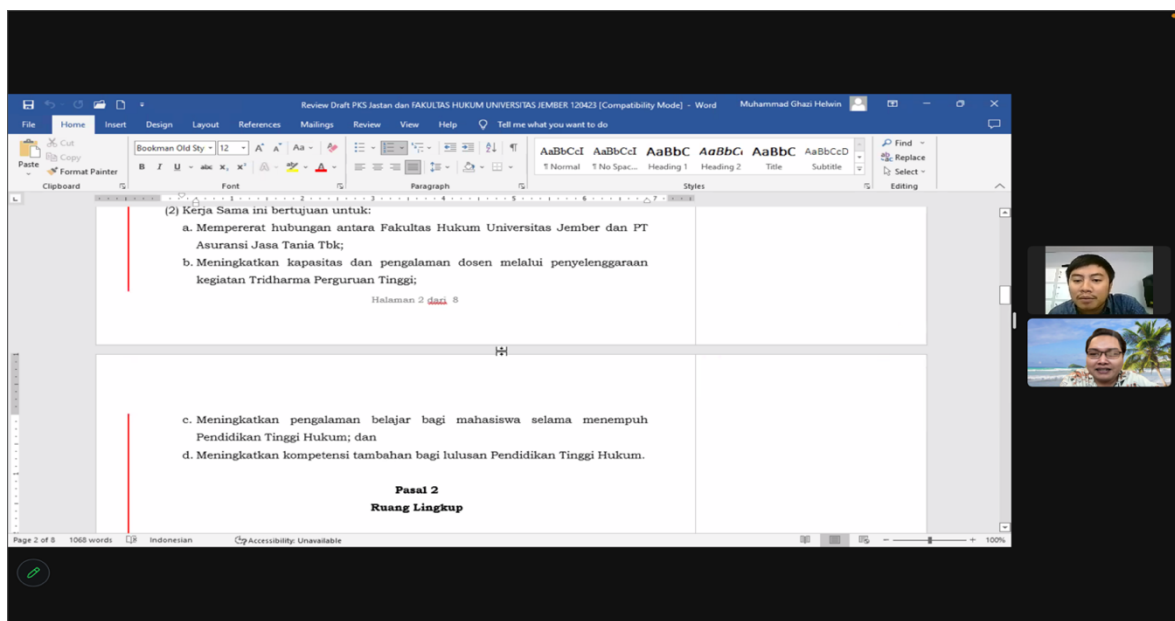 Review Draft PKS Jastan dan FAKULTAS HUKUM UNIVERSITAS JEMBER 120423 [Compatibility Mode] - Word
Muhammad Ghazi Helwin
File Home Insert Design Layout References Mailings Review View Help Tell me what you want to do
Paste
Cut
Copy
Format Painter
Clipboard
Bookman Old Sty 12
Font
Paragraph
AaBbCcI AaBbCcI AaBbC AaBbC AaBbC AaBbCcD
¶ Normal ¶ No Spac... Heading 1 Heading 2 Title Subtitle
Styles
Find
Replace
Select
Editing
(2) Kerja Sama ini bertujuan untuk:
a. Mempererat hubungan antara Fakultas Hukum Universitas Jember dan PT
Asuransi Jasa Tania Tbk;
b. Meningkatkan kapasitas dan pengalaman dosen melalui penyelenggaraan
kegiatan Tridharma Perguruan Tinggi;
Halaman 2 dari 8
c. Meningkatkan pengalaman belajar bagi mahasiswa selama menempuh
Pendidikan Tinggi Hukum; dan
d. Meningkatkan kompetensi tambahan bagi lulusan Pendidikan Tinggi Hukum.
Pasal 2
Ruang Lingkup
Page 2 of 8 1068 words Indonesian Accessibility: Unavailable 100%